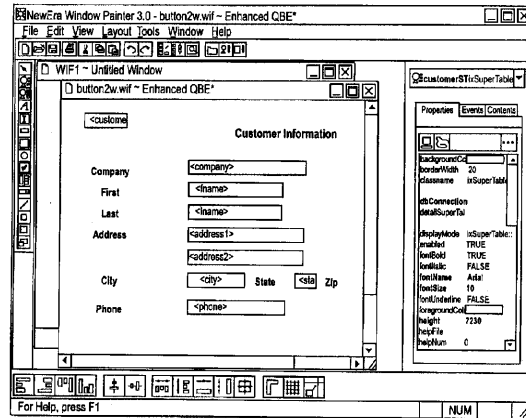 NewEra Window Painter 3.0 - button2w.wif ~ Enhanced QBE*
File Edit View Layout Tools Window Help
WIF1 ~ Untitled Window
button2w.wif ~ Enhanced QBE*
<custome
Customer Information
Company <company>
First <fname>
Last <lname>
Address <address1>
<address2>
City <city> State <sta Zip
Phone <phone>
customerSTixSuperTable
Properties Events Contents
backgroundCo
borderWidth 20
classname ixSuperTable
dbConnection
detailSuperTal
displayMode ixSuperTable::
enabled TRUE
fontBold TRUE
fontItalic FALSE
fontName Arial
fontSize 10
fontUnderline FALSE
foregroundColo
height 7230
helpFile
helpNum 0
For Help, press F1
NUM